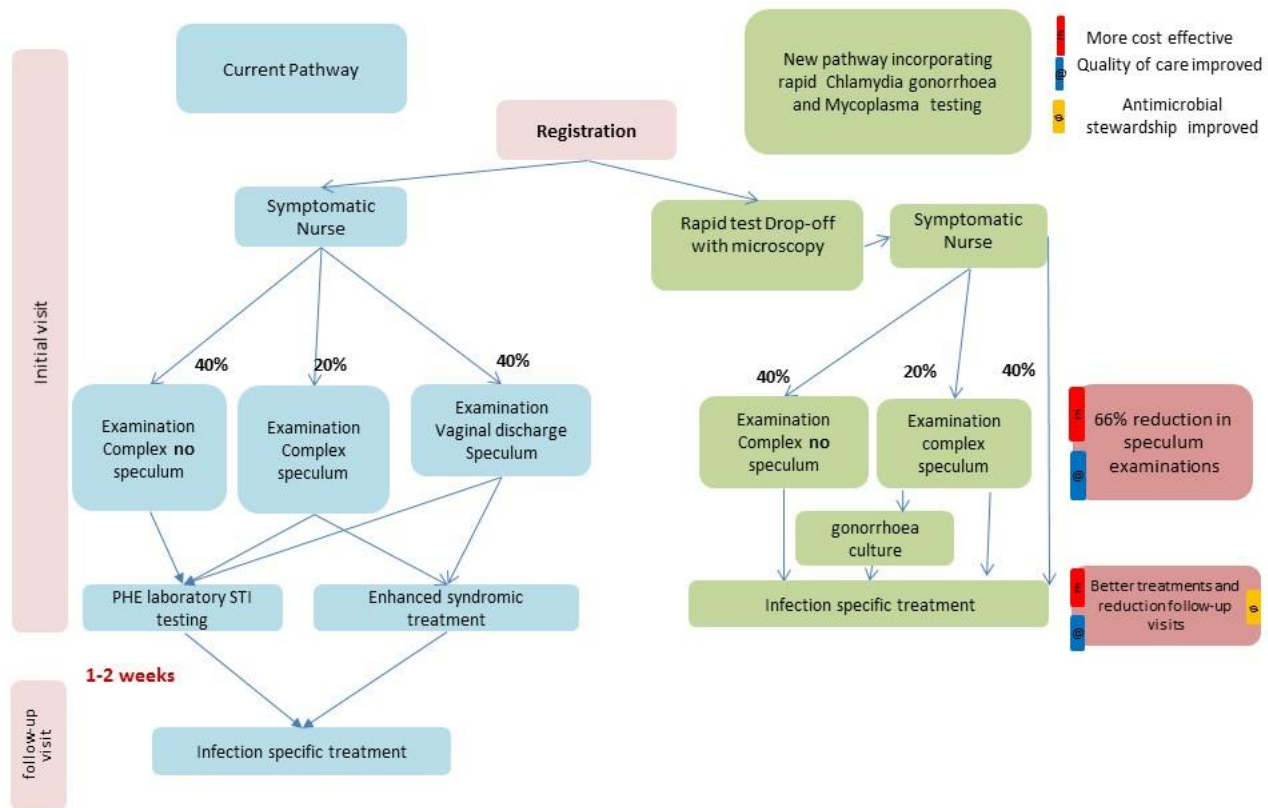 Current Pathway
New pathway incorporating
rapid Chlamydia gonorrhoea
and Mycoplasma testing
£
More cost effective
@
Quality of care improved
Antimicrobial
stewardship improved
Registration
Initial visit
Symptomatic
Nurse
Rapid test Drop-off
with microscopy
Symptomatic
Nurse
40%
20%
40%
40%
20%
40%
Examination
Complex no
speculum
Examination
Complex
speculum
Examination
Vaginal discharge
Speculum
Examination
Complex no
speculum
Examination
complex
speculum
£
@
66% reduction in
speculum
examinations
gonorrhoea
culture
PHE laboratory STI
testing
Enhanced syndromic
treatment
Infection specific treatment
£
@
Better treatments and
reduction follow-up
visits
1-2 weeks
follow-up
visit
Infection specific treatment